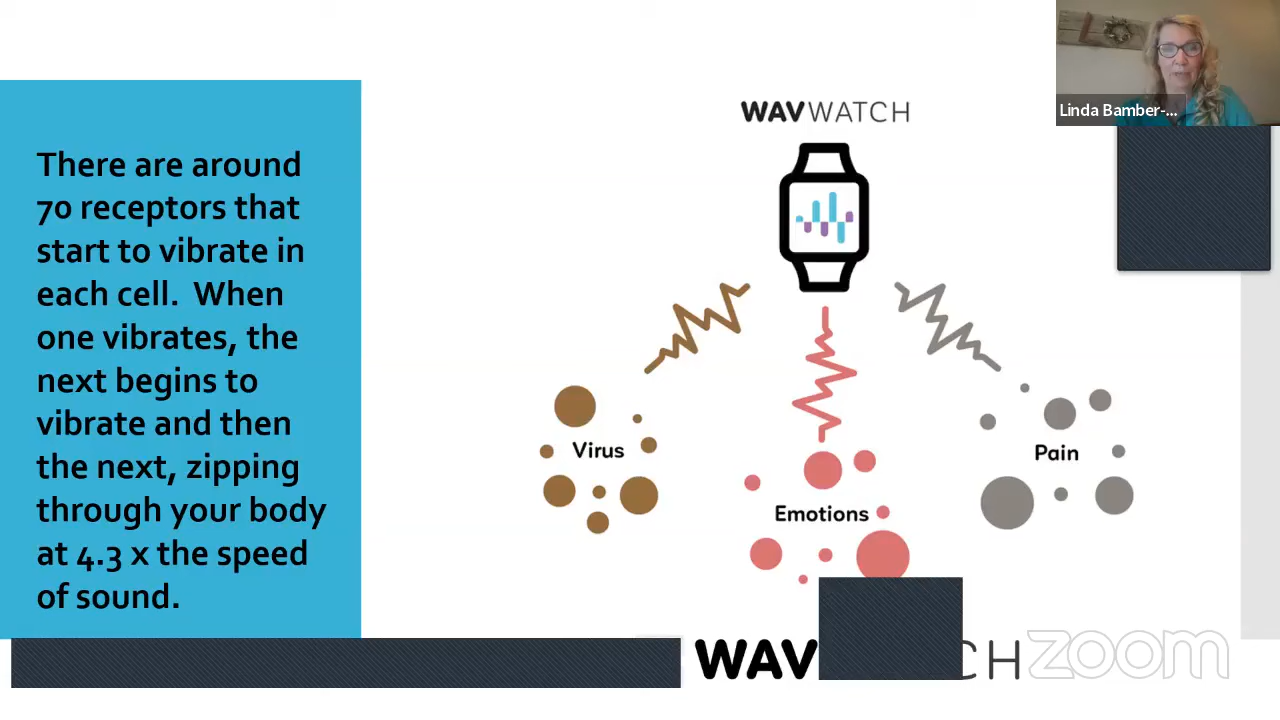 There are around
70 receptors that
start to vibrate in
each cell.  When
one vibrates, the
next begins to
vibrate and then
the next, zipping
through your body
at 4.3 x the speed
of sound.
WAVWATCH
Virus
Emotions
Pain
Linda Bamber-...
WAV CH
zoom